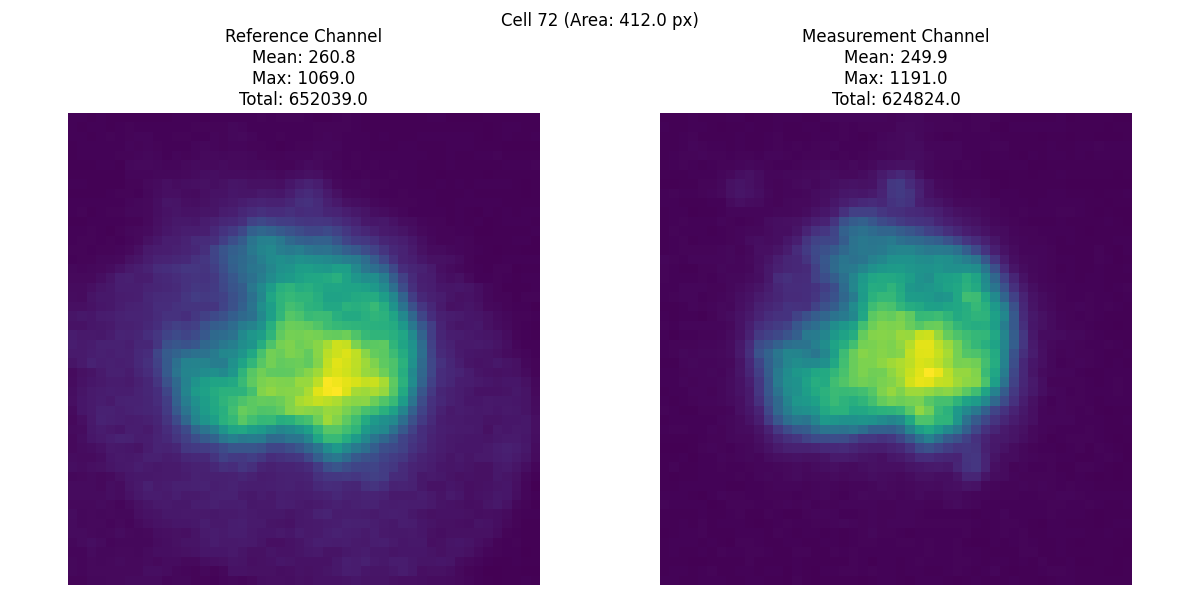 Cell 72 (Area: 412.0 px)
Reference Channel
Mean: 260.8
Max: 1069.0
Total: 652039.0
Measurement Channel
Mean: 249.9
Max: 1191.0
Total: 624824.0